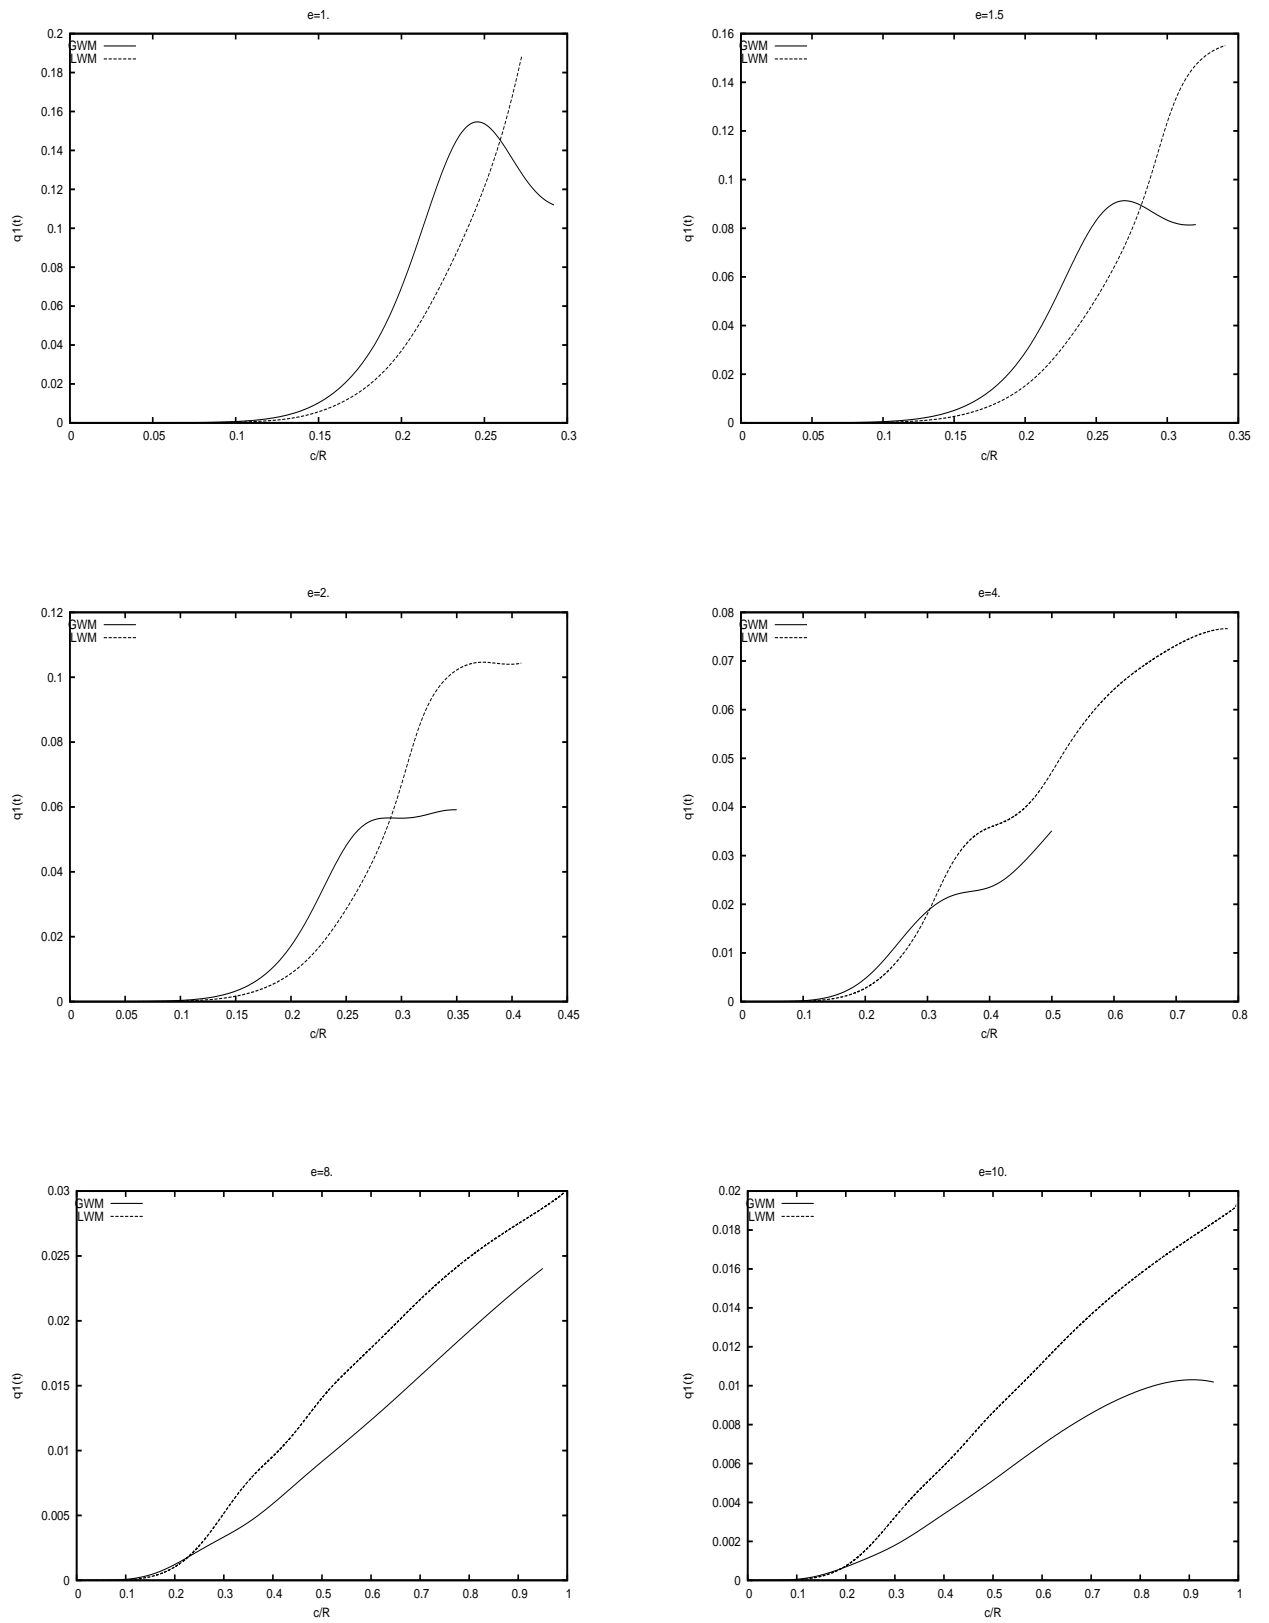 e=1.
0.2
GWM
LWM
0.18
0.16
0.14
0.12
0.1
0.08
0.06
0.04
0.02
0
q1(t)
0 0.05 0.1 0.15 0.2 0.25 0.3
c/R
e=1.5
0.16
GWM
LWM
0.14
0.12
0.1
0.08
0.06
0.04
0.02
0
q1(t)
0 0.05 0.1 0.15 0.2 0.25 0.3 0.35
c/R
e=2.
0.12
GWM
LWM
0.1
0.08
0.06
0.04
0.02
0
q1(t)
0 0.05 0.1 0.15 0.2 0.25 0.3 0.35 0.4 0.45
c/R
e=4.
0.08
GWM
LWM
0.07
0.06
0.05
0.04
0.03
0.02
0.01
0
q1(t)
0 0.1 0.2 0.3 0.4 0.5 0.6 0.7 0.8
c/R
e=8.
0.03
GWM
LWM
0.025
0.02
0.015
0.01
0.005
0
q1(t)
0 0.1 0.2 0.3 0.4 0.5 0.6 0.7 0.8 0.9 1
c/R
e=10.
0.02
GWM
LWM
0.018
0.016
0.014
0.012
0.01
0.008
0.006
0.004
0.002
0
q1(t)
0 0.1 0.2 0.3 0.4 0.5 0.6 0.7 0.8 0.9 1
c/R